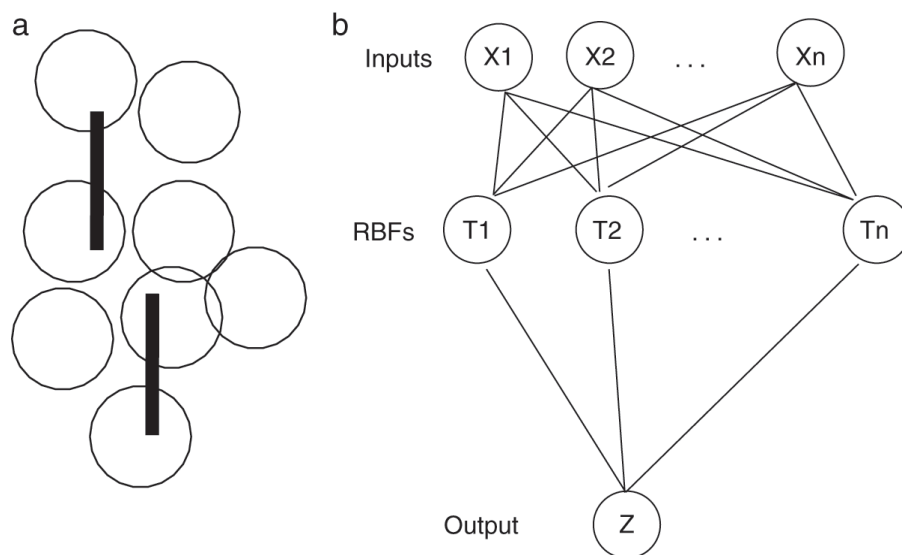 a
b
Inputs X1 X2 ... Xn
RBFs T1 T2 ... Tn
Output Z